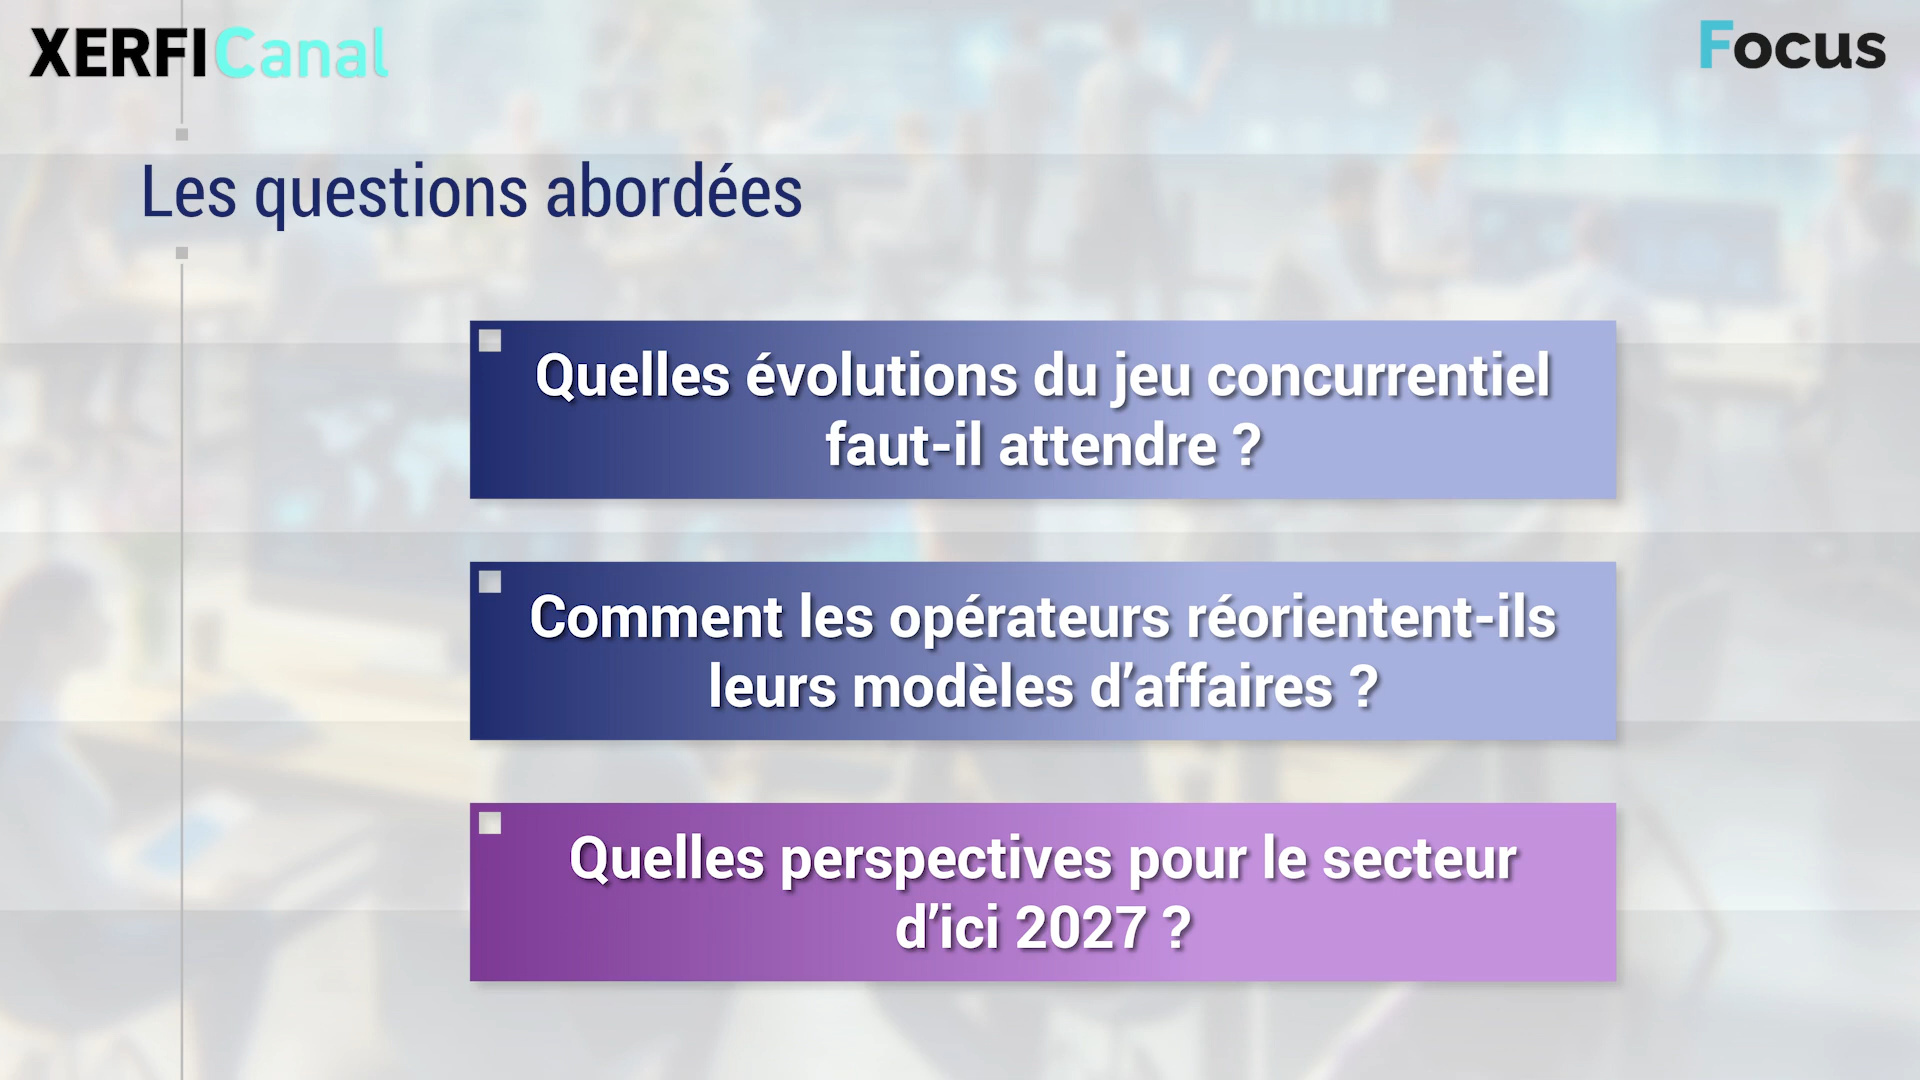 XERFICanal
Focus
Les questions abordées
Quelles évolutions du jeu concurrentiel
faut-il attendre ?
Comment les opérateurs réorientent-ils
leurs modèles d’affaires ?
Quelles perspectives pour le secteur
d’ici 2027 ?